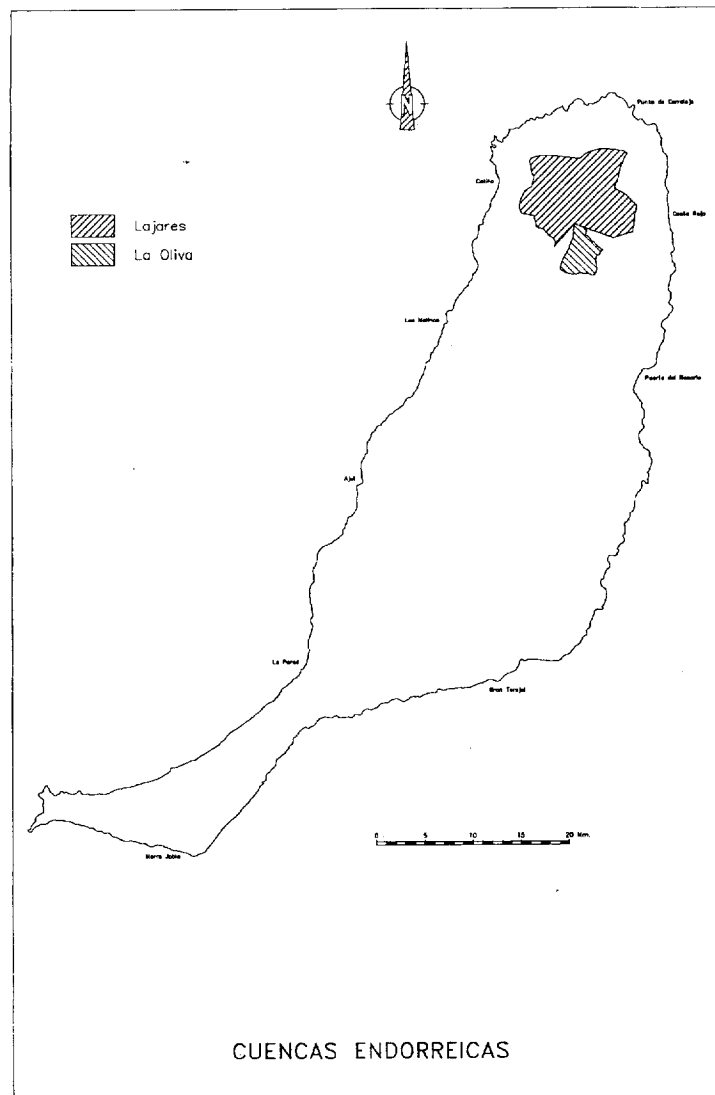 N
Punta de Corralejo
Cotillo
Lajares
Costa Roja
La Oliva
Los Molinos
Puerto del Rosario
Ajui
La Pared
Gran Tarajal
0 5 10 15 20 Km.
Morro Jable
CUENCAS ENDORREICAS